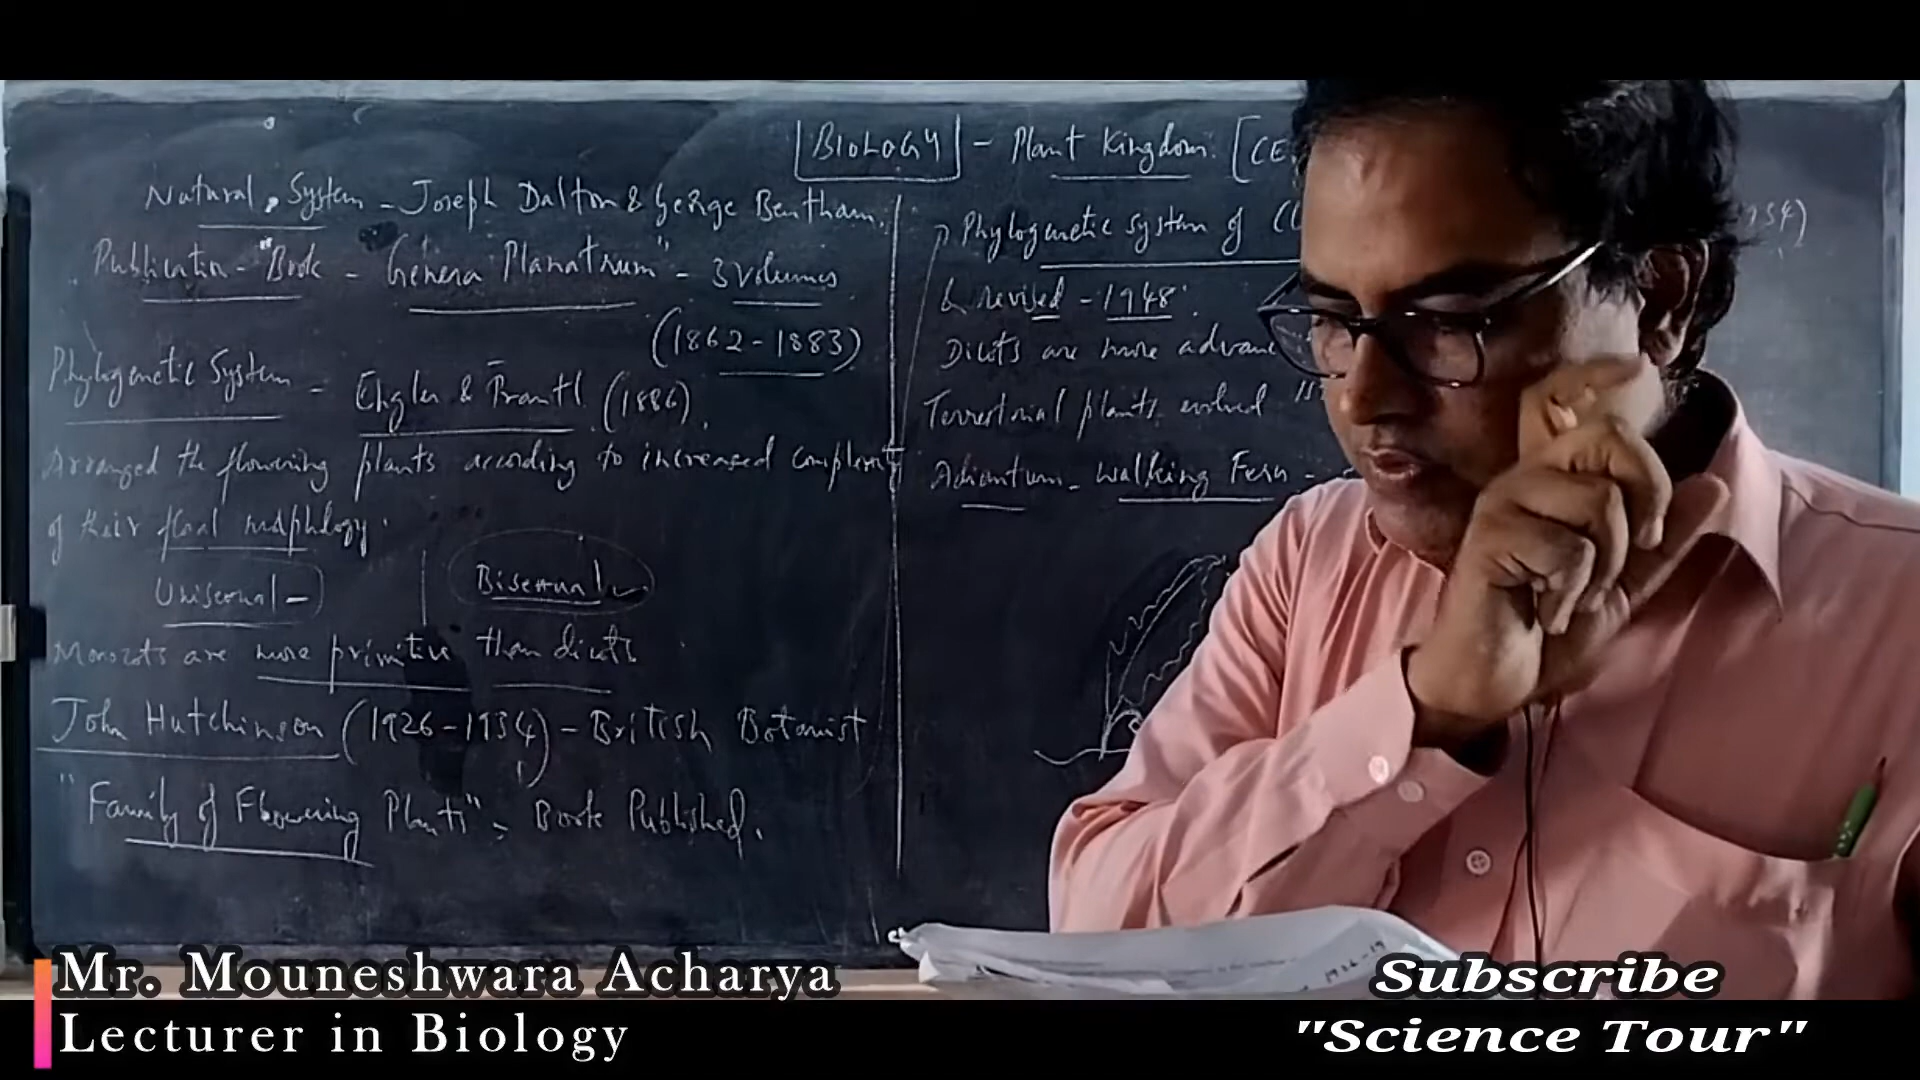 BIOLOGY - Plant Kingdom. [CE
Natural System - Joseph Dalton & George Bentham.
Publication - "Book - Genera Planatrum" - 3 Volumes
(1862 - 1883)
Phylogenetic System - Engler & Prantl (1886).
Arranged the flowering plants according to increased complexity
of their floral morphology.
Unisexual - Bisexual
Monocots are more primitive than dicots
John Hutchinson (1926 - 1934) - British Botanist
"Family of Flowering Plants" - Book Published.
Phylogenetic system of
& revised - 1948.
Dicots are more advance
Terrestrial plants evolved
Adiantum - walking Fern -
Mr. Mouneshwara Acharya
Lecturer in Biology
Subscribe
"Science Tour"